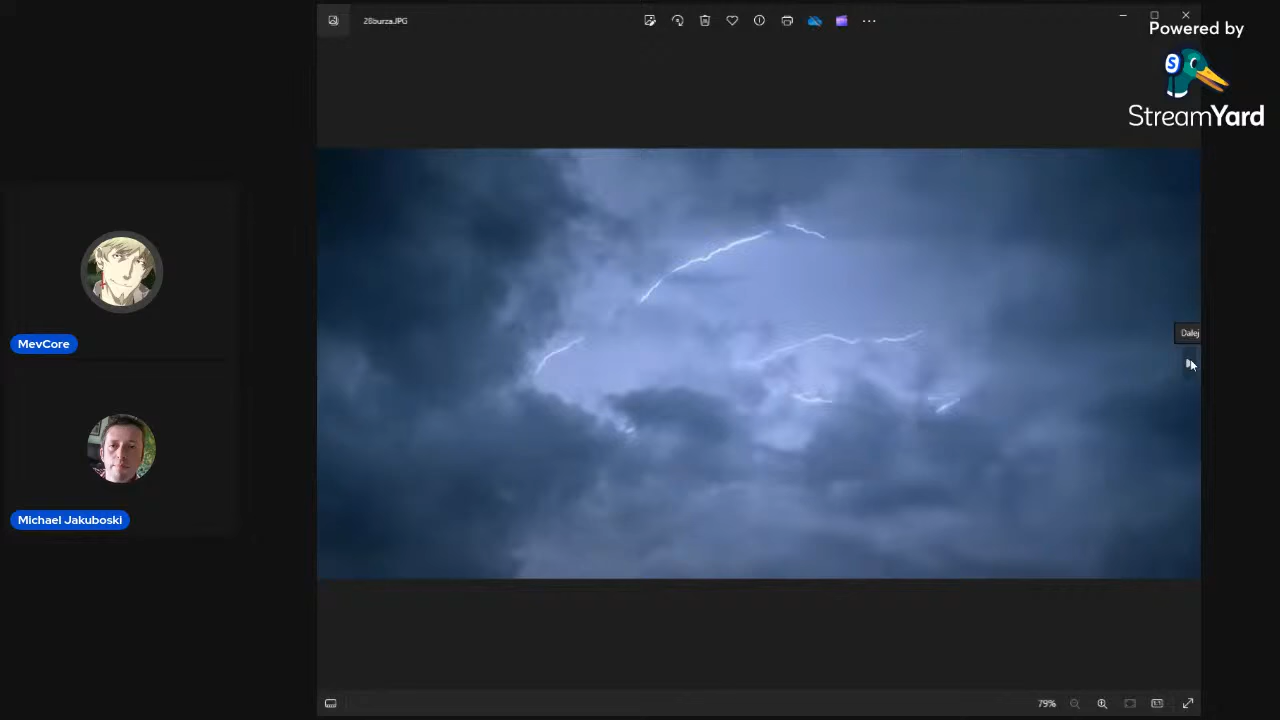 28burza.JPG
Powered by
S
StreamYard
MevCore
Dalej
Michael Jakuboski
79%